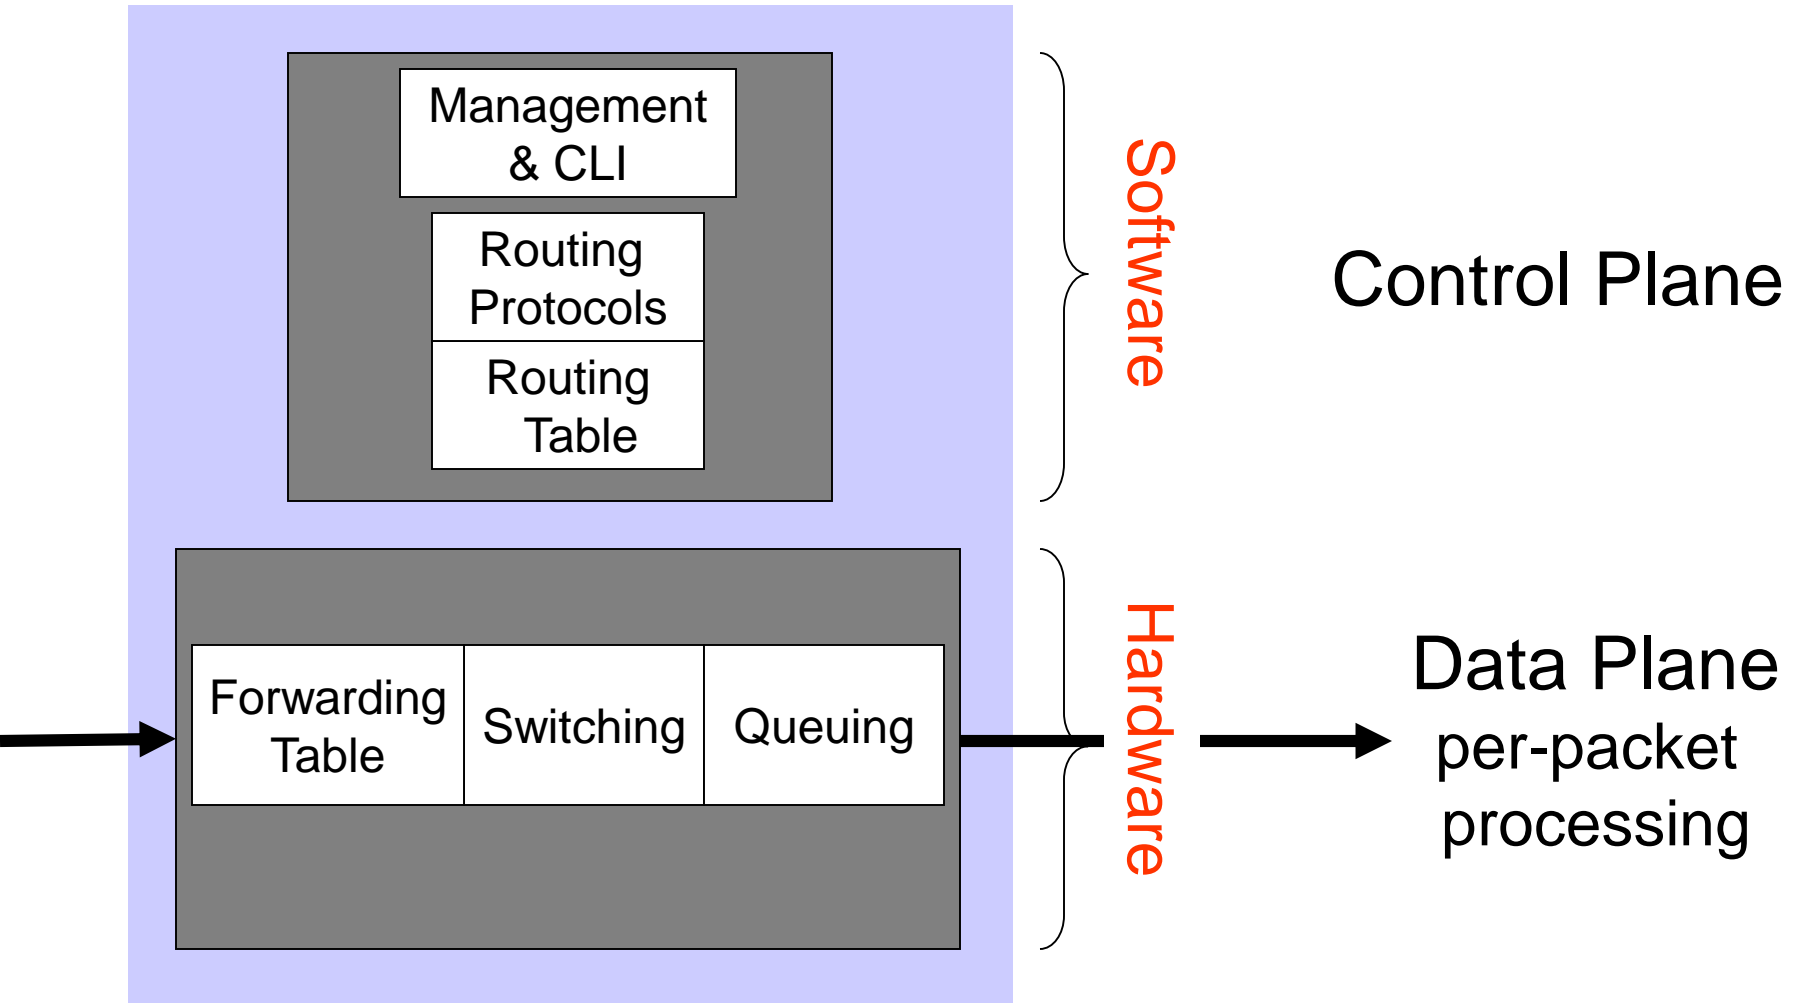 Management
& CLI
Routing
Protocols
Routing
Table
Software
Control Plane
Forwarding
Table
Switching
Queuing
Hardware
Data Plane
per-packet
processing